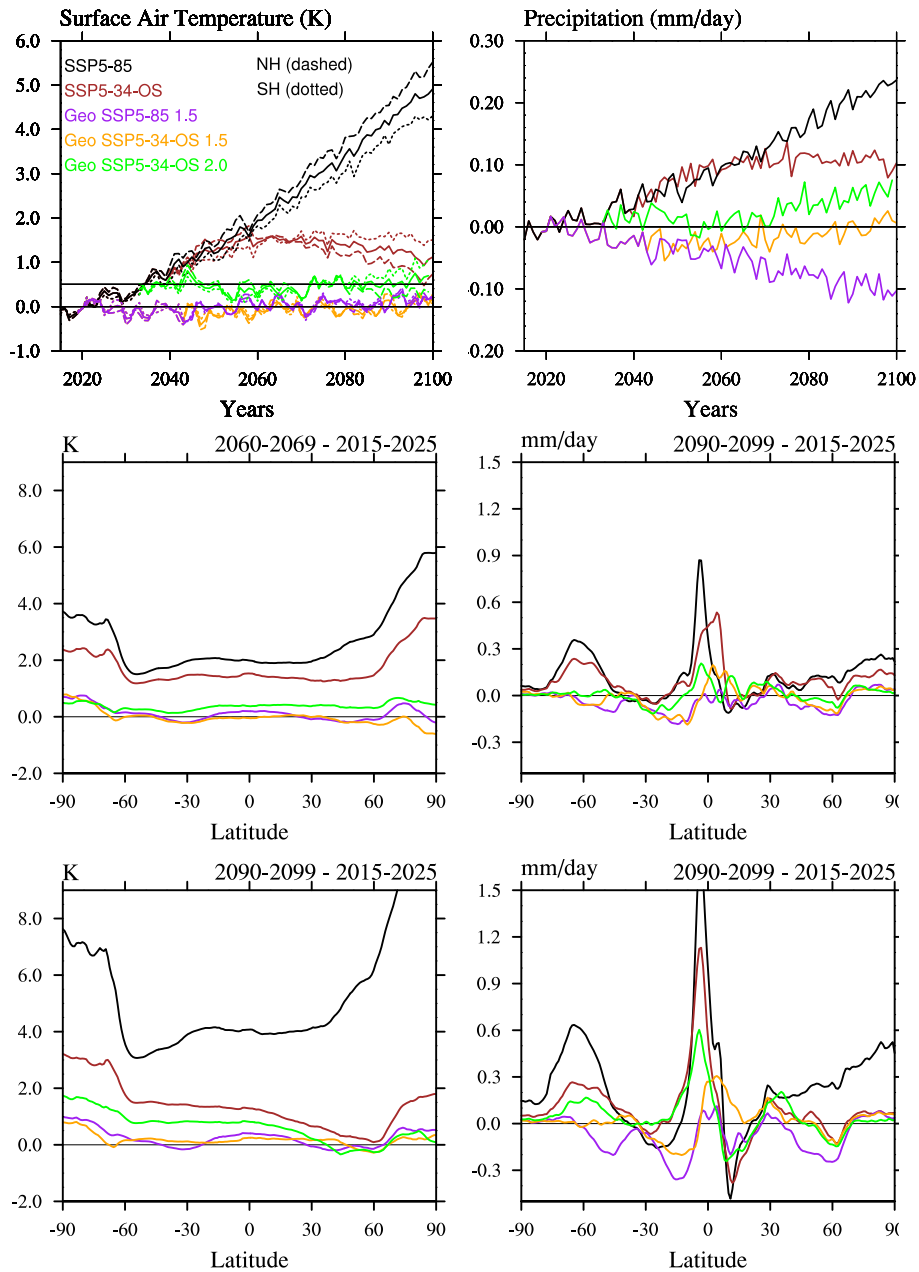 Surface Air Temperature (K)
6.0
5.0
4.0
3.0
2.0
1.0
0.0
-1.0
SSP5-85
SSP5-34-OS
Geo SSP5-85 1.5
Geo SSP5-34-OS 1.5
Geo SSP5-34-OS 2.0
NH (dashed)
SH (dotted)
2020 2040 2060 2080 2100
Years
Precipitation (mm/day)
0.30
0.20
0.10
0.00
-0.10
-0.20
2020 2040 2060 2080 2100
Years
K 2060-2069 - 2015-2025
8.0
6.0
4.0
2.0
0.0
-2.0
-90 -60 -30 0 30 60 90
Latitude
mm/day 2090-2099 - 2015-2025
1.5
1.2
0.9
0.6
0.3
0.0
-0.3
-90 -60 -30 0 30 60 90
Latitude
K 2090-2099 - 2015-2025
8.0
6.0
4.0
2.0
0.0
-2.0
-90 -60 -30 0 30 60 90
Latitude
mm/day 2090-2099 - 2015-2025
1.5
1.2
0.9
0.6
0.3
0.0
-0.3
-90 -60 -30 0 30 60 90
Latitude